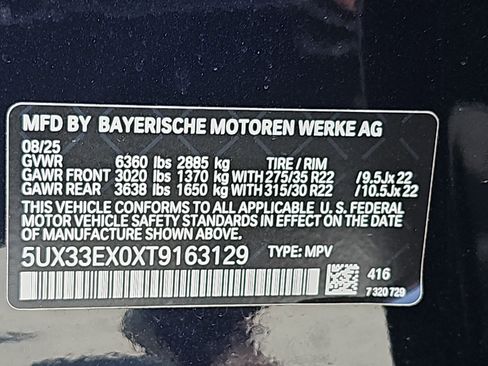 MFD BY BAYERISCHE MOTOREN WERKE AG
08/25
GVWR 6360 lbs 2885 kg TIRE / RIM
GAWR FRONT 3020 lbs 1370 kg WITH 275/35 R22 /9.5Jx22
GAWR REAR 3638 lbs 1650 kg WITH 315/30 R22 /10.5Jx22
THIS VEHICLE CONFORMS TO ALL APPLICABLE U. S. FEDERAL
MOTOR VEHICLE SAFETY STANDARDS IN EFFECT ON THE
DATE OF MANUFACTURE SHOWN ABOVE.
5UX33EX0XT9163129 TYPE: MPV
416
7 320 729